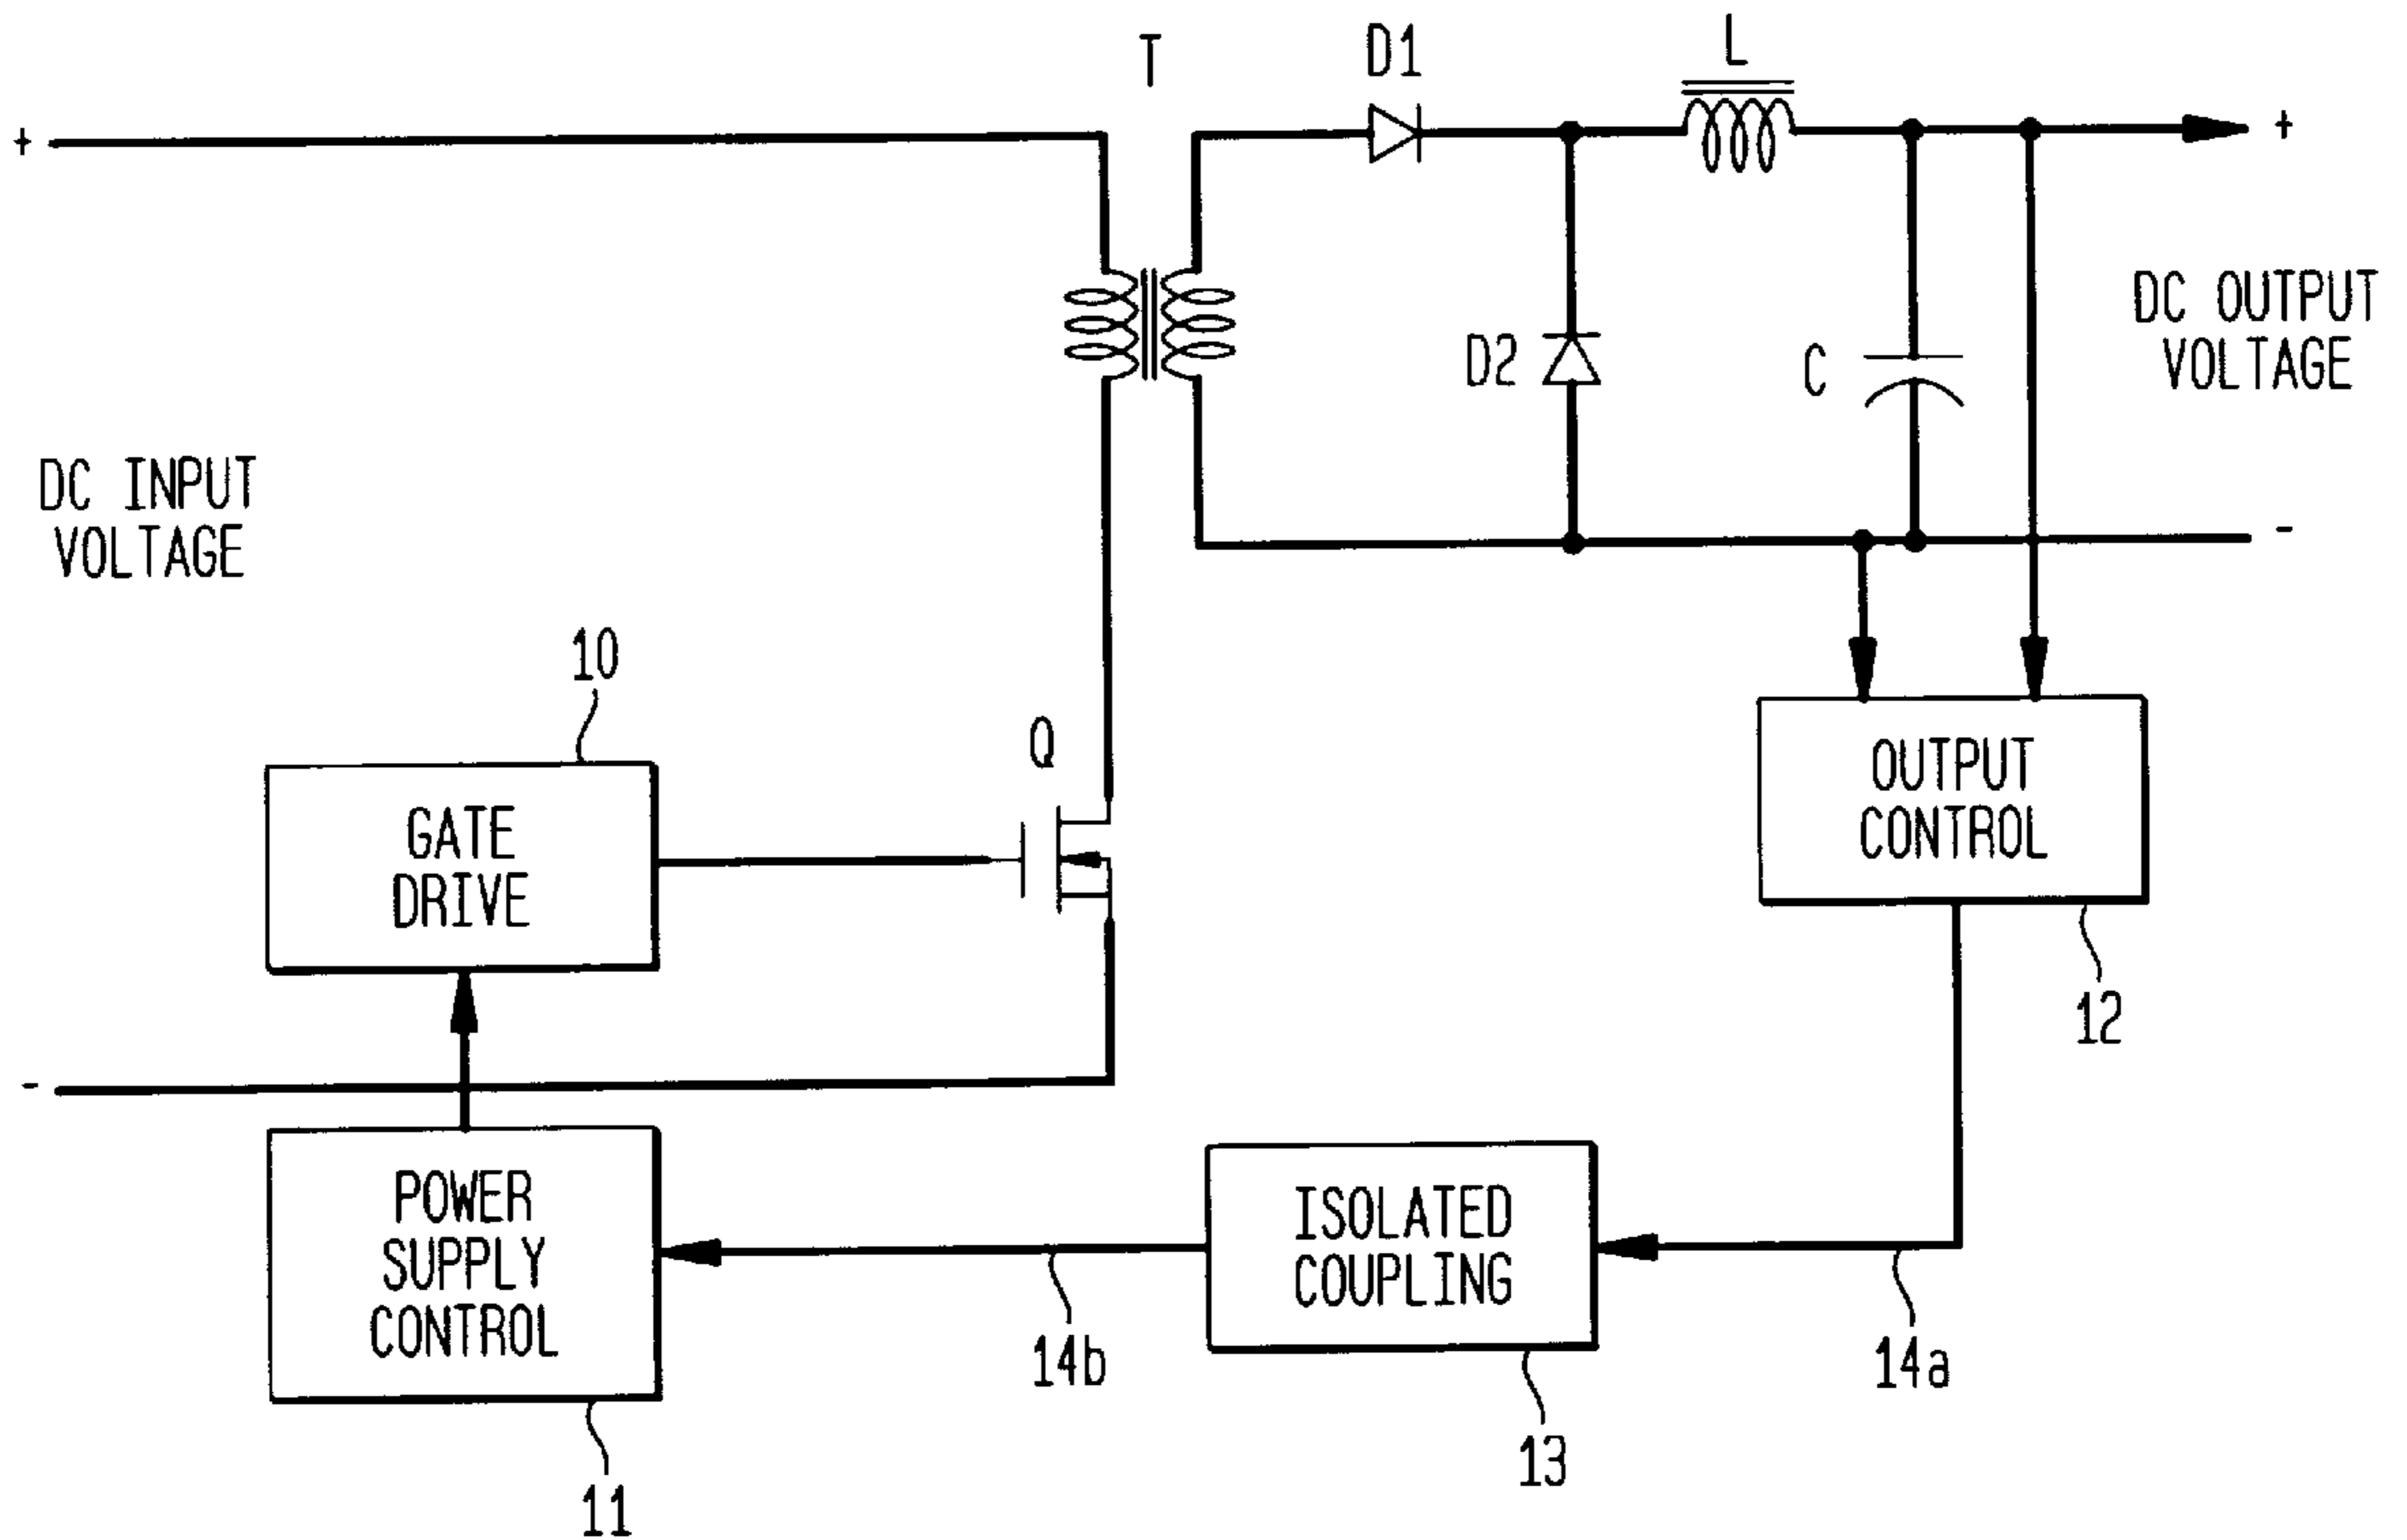 T
D1
L
+
+
DC OUTPUT
VOLTAGE
D2
C
DC INPUT
VOLTAGE
-
10
Q
GATE
DRIVE
OUTPUT
CONTROL
12
-
POWER
SUPPLY
CONTROL
ISOLATED
COUPLING
14b
14a
13
11